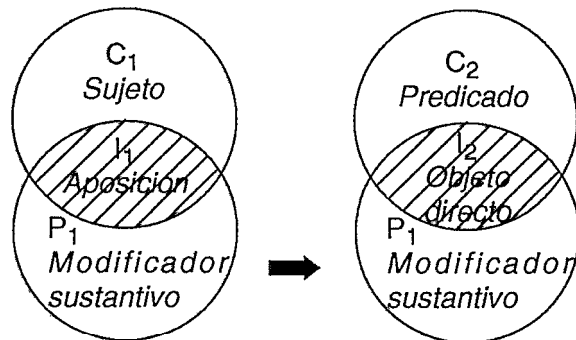 C₁
Sujeto
I₁
Aposición
P₁
Modificador
sustantivo
C₂
Predicado
I₂
Objeto
directo
P₁
Modificador
sustantivo